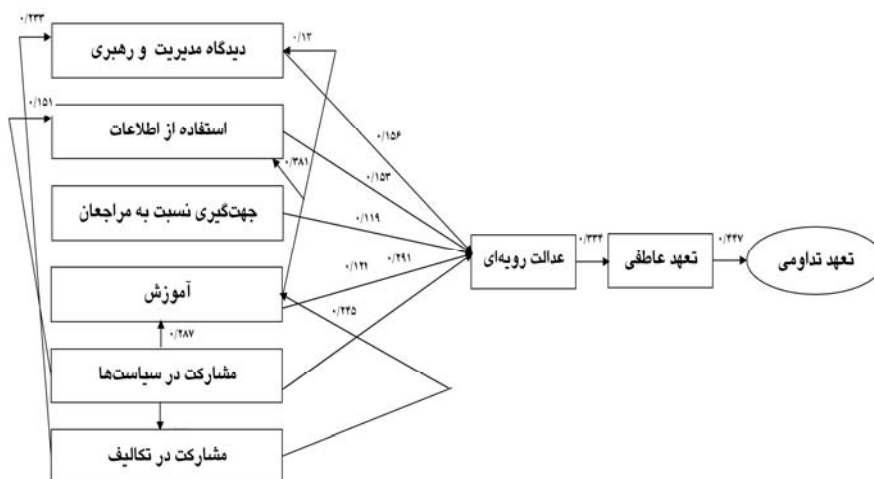 ۰/۲۳۳
دیدگاه مدیریت و رهبری
۰/۱۳
۰/۱۵۱
استفاده از اطلاعات
۰/۱۵۶
۰/۳۸۱
۰/۱۵۳
جهت‌گیری نسبت به مراجعان
۰/۱۱۹
عدالت رویه‌ای
۰/۳۳۴
تعهد عاطفی
۰/۴۴۷
تعهد تداومی
آموزش
۰/۱۲۲
۰/۲۹۱
۰/۲۴۵
۰/۲۸۷
مشارکت در سیاست‌ها
مشارکت در تکالیف